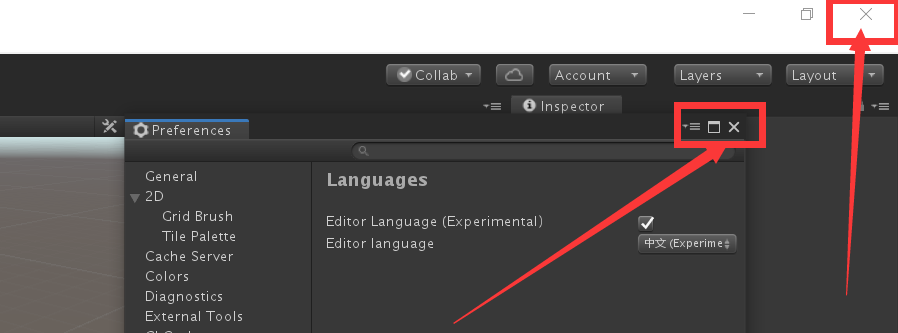 Collab
Account
Layers
Layout
Inspector
Preferences
General
Languages
2D
Grid Brush
Editor Language (Experimental)
Tile Palette
Editor language
中文 (Experime
Cache Server
Colors
Diagnostics
External Tools